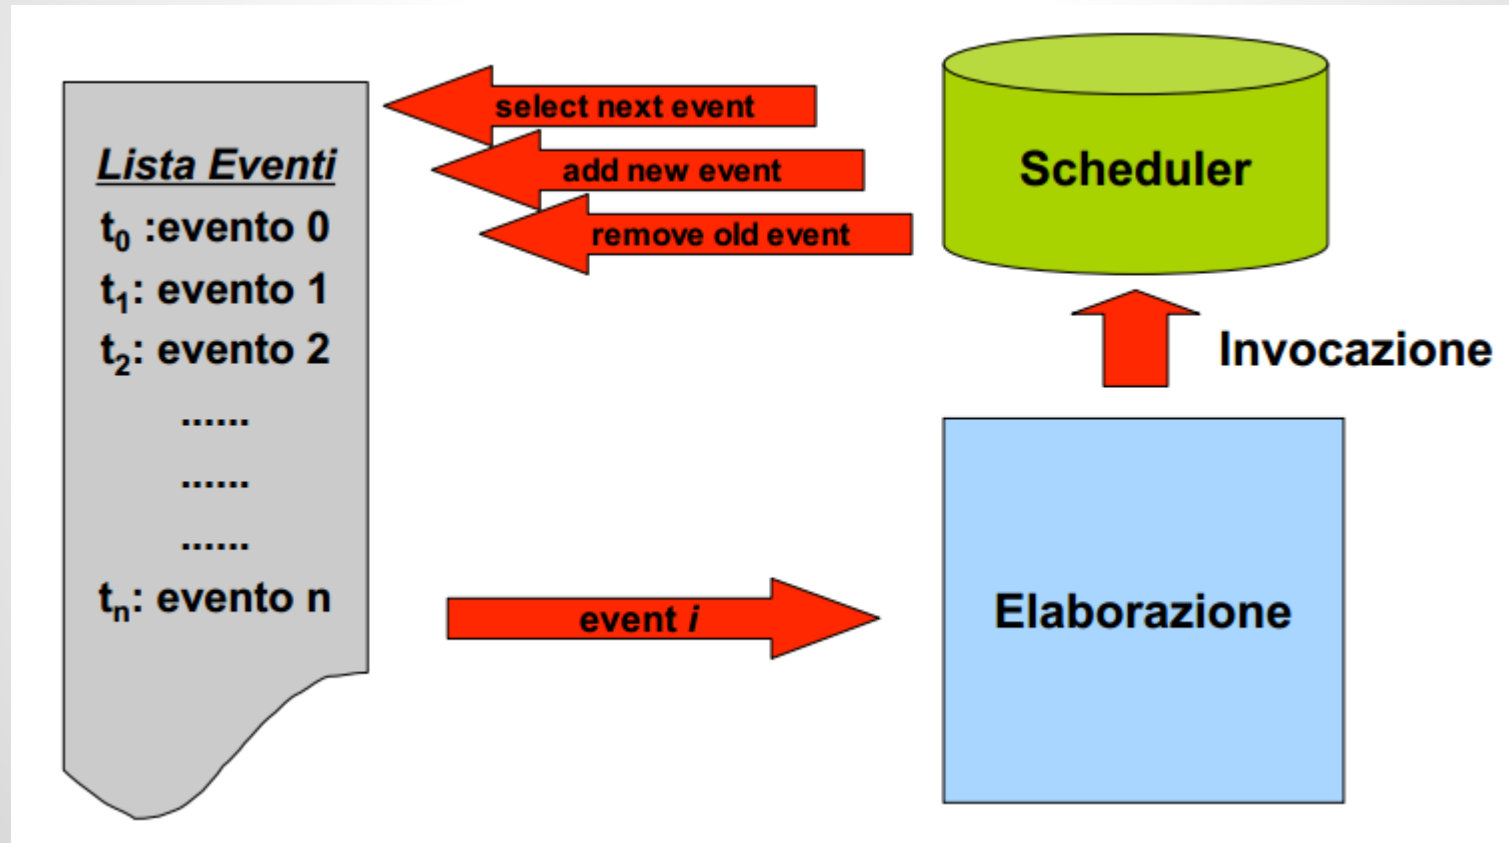 Lista Eventi
t₀ :evento 0
t₁: evento 1
t₂: evento 2
......
......
......
tₙ: evento n
select next event
add new event
remove old event
Scheduler
Invocazione
event i
Elaborazione